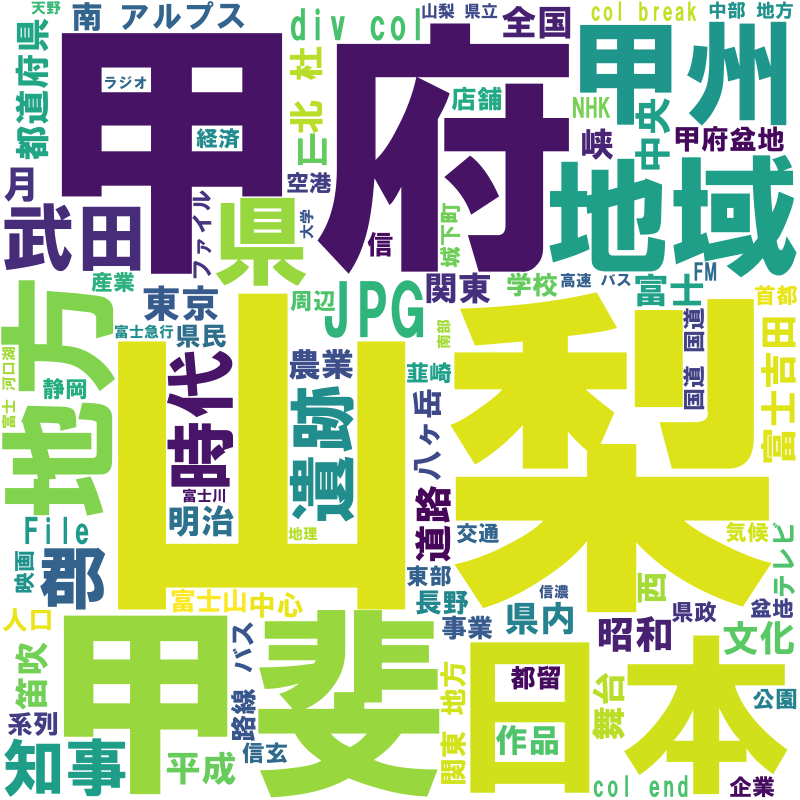 天野
南 アルプス
山梨 県立
col break
中部 地方
div col
全国
甲府
甲州
都道府県
ラジオ
北 杜
店舗
NHK
中央
経済
峡
甲府盆地
月
空港
武田
県
地域
ファイル
大学
信
城下町
産業
東京
周辺
JPG
関東
学校
高速 バス
FM
富士
首都
地方
富士急行
県民
南部
山梨
国道 国道
富士 河口湖
静岡
時代
農業
韮崎
遺跡
八ヶ岳
富士吉田
富士川
道路
File
明治
地理
交通
気候
テレビ
映画
郡
東部
西
信濃
富士山
中心
長野
県内
県政
盆地
人口
事業
昭和
文化
甲斐
日本
笛吹
路線 バス
関東 地方
都留
舞台
公園
系列
知事
平成
信玄
作品
col end
企業